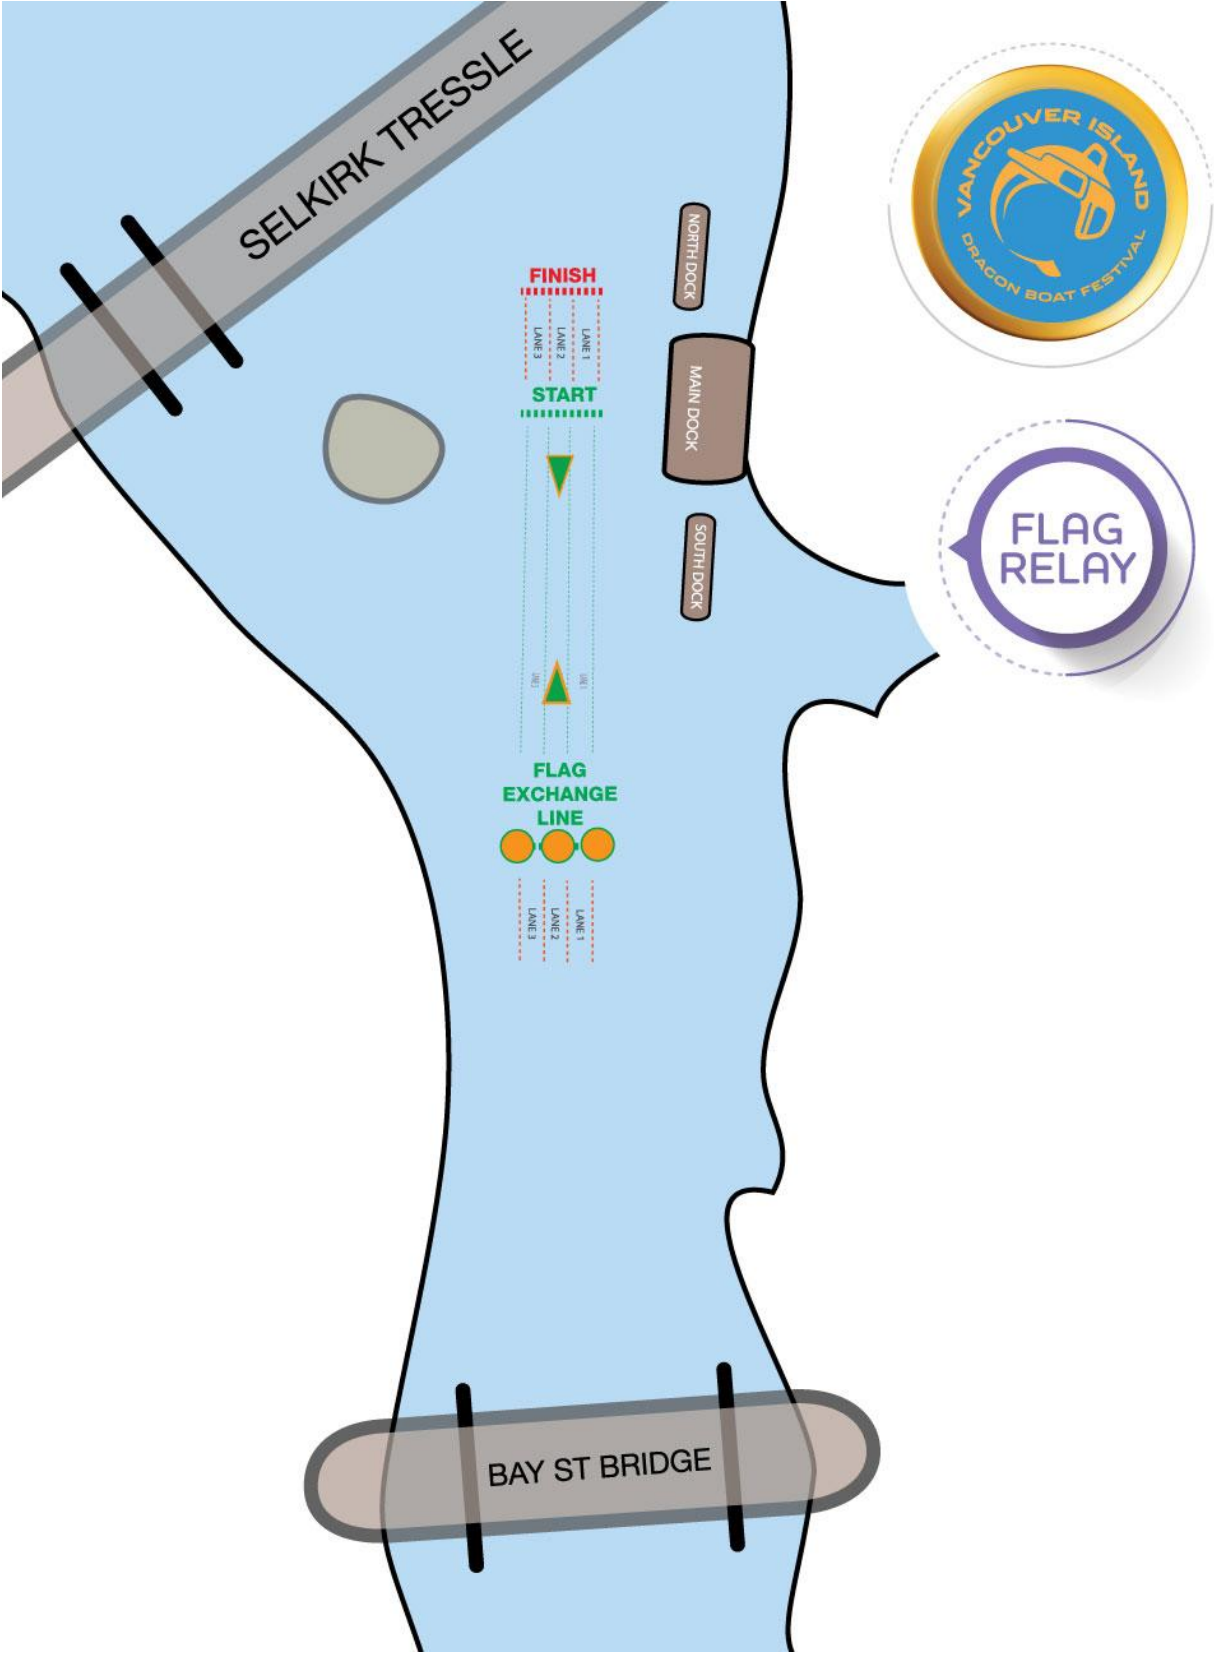 SELKIRK TRESSLE
VANCOUVER ISLAND
DRAGON BOAT FESTIVAL
NORTH DOCK
FINISH
LANE 3
LANE 2
LANE 1
START
MAIN DOCK
FLAG
RELAY
SOUTH DOCK
FLAG
EXCHANGE
LINE
LANE 3
LANE 2
LANE 1
BAY ST BRIDGE